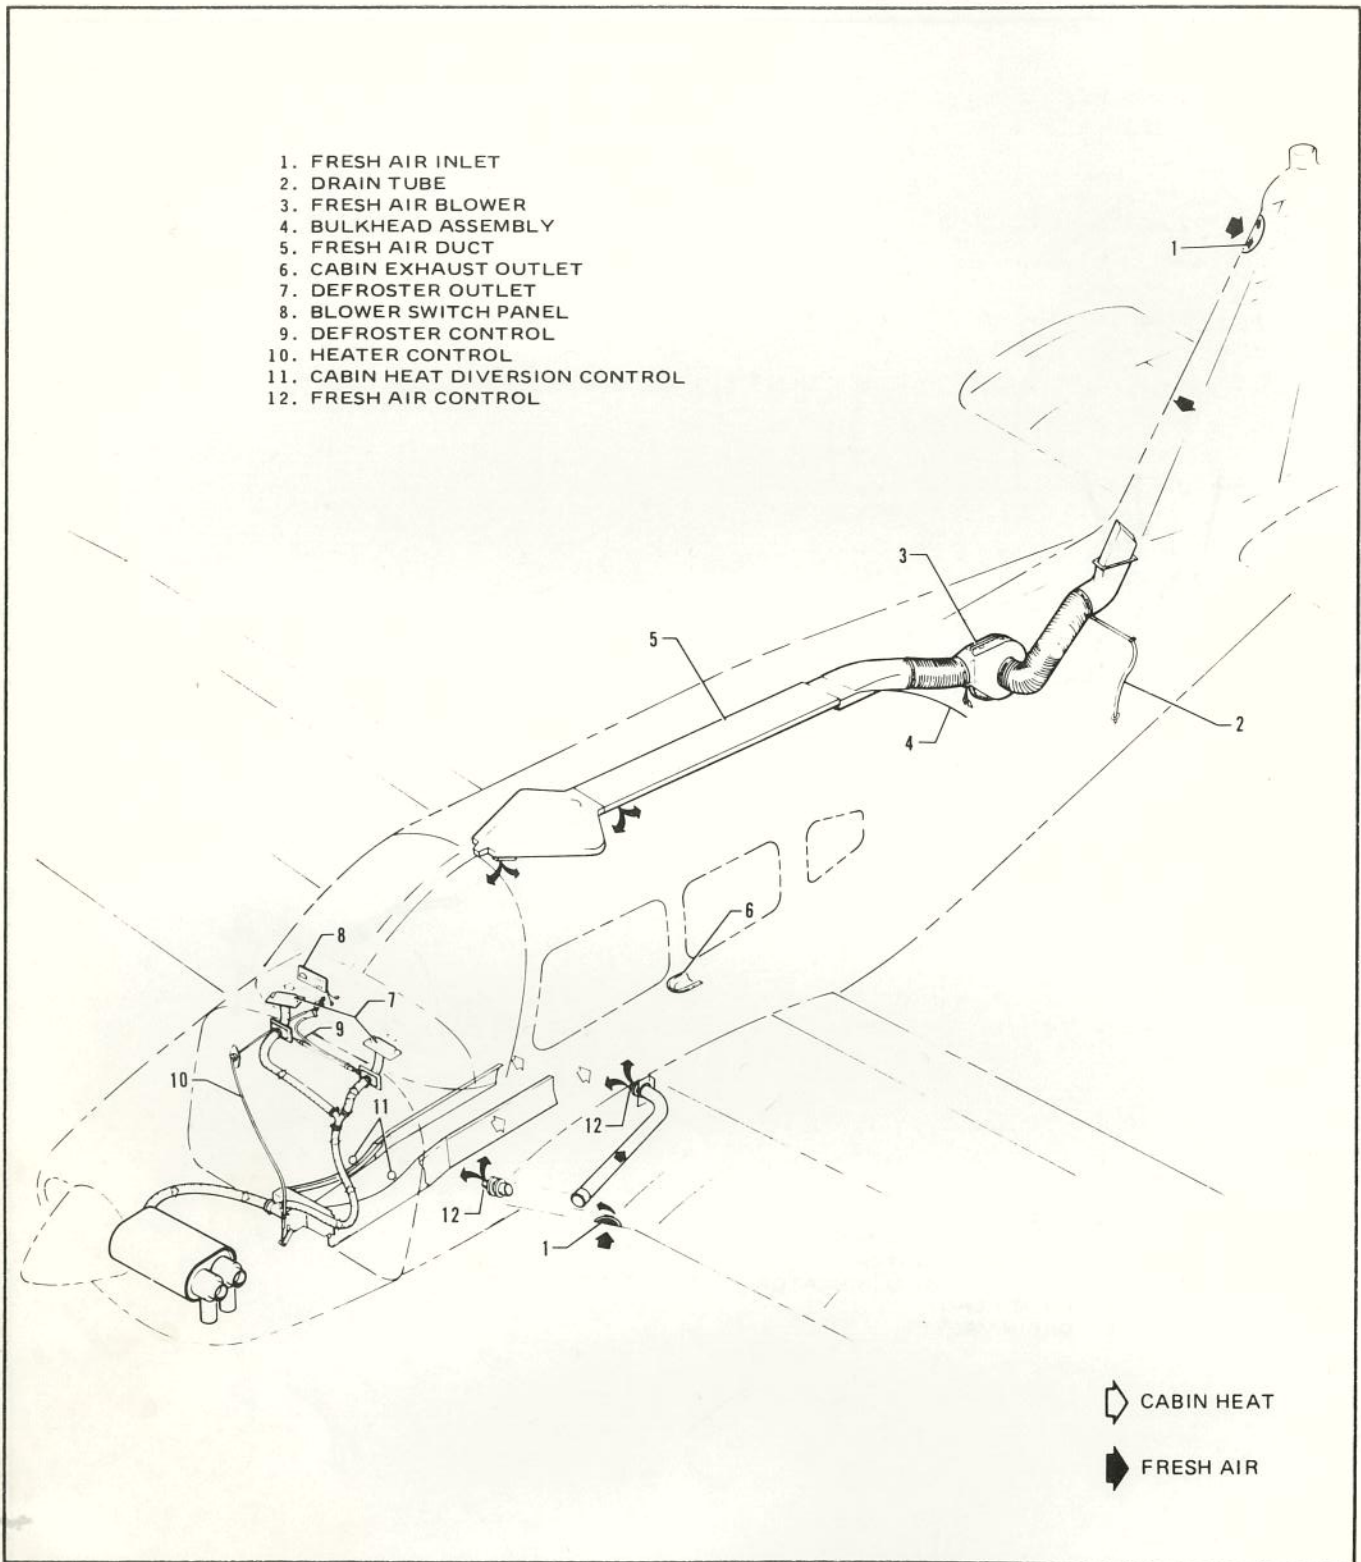 1. FRESH AIR INLET
2. DRAIN TUBE
3. FRESH AIR BLOWER
4. BULKHEAD ASSEMBLY
5. FRESH AIR DUCT
6. CABIN EXHAUST OUTLET
7. DEFROSTER OUTLET
8. BLOWER SWITCH PANEL
9. DEFROSTER CONTROL
10. HEATER CONTROL
11. CABIN HEAT DIVERSION CONTROL
12. FRESH AIR CONTROL
1
3
5
2
4
6
8
7
9
10
11
12
12
1
CABIN HEAT
FRESH AIR